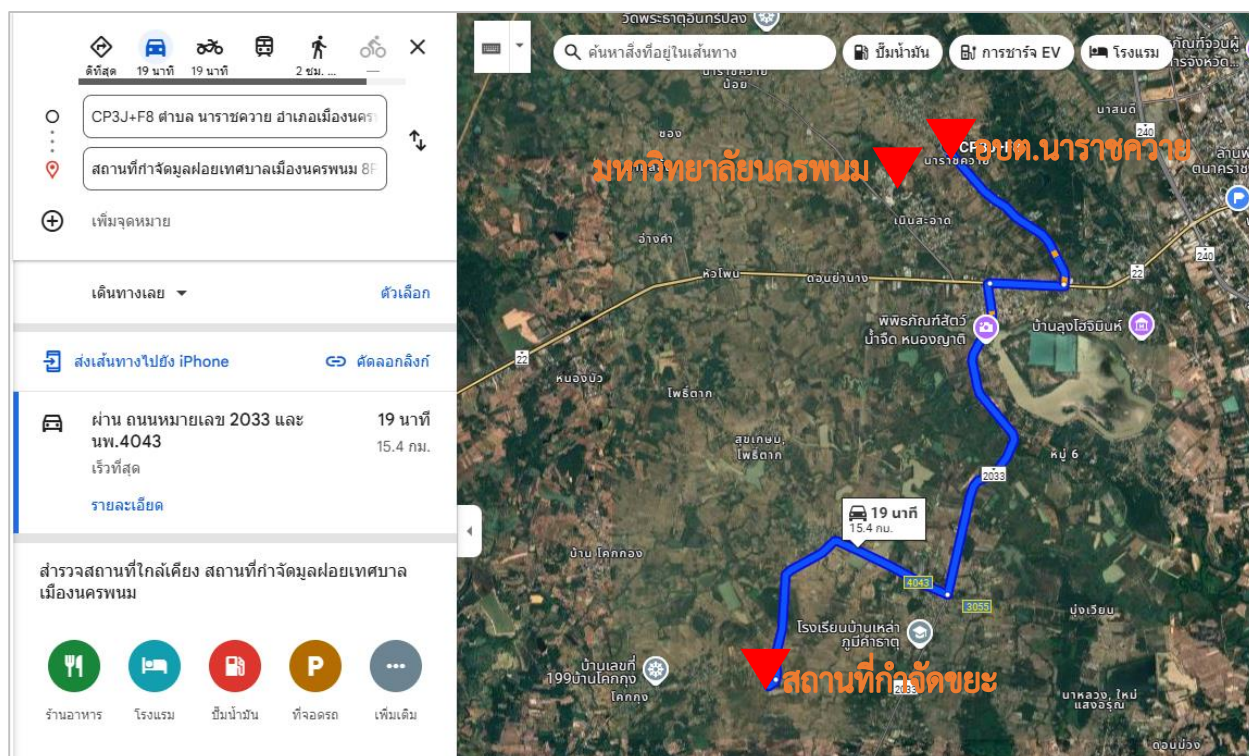 ดีที่สุด
19 นาที
19 นาที
2 ชม. ...
—
CP3J+F8 ตำบล นาราชควาย อำเภอเมืองนคร
สถานที่กำจัดมูลฝอยเทศบาลเมืองนครพนม 8P
เพิ่มจุดหมาย
เดินทางเลย
ตัวเลือก
ส่งเส้นทางไปยัง iPhone
คัดลอกลิงก์
ผ่าน ถนนหมายเลข 2033 และ
นพ.4043
19 นาที
15.4 กม.
เร็วที่สุด
รายละเอียด
สำรวจสถานที่ใกล้เคียง สถานที่กำจัดมูลฝอยเทศบาล
เมืองนครพนม
P
ร้านอาหาร
โรงแรม
ปั๊มน้ำมัน
ที่จอดรถ
เพิ่มเติม
วัดพระธาตุอินทร์ปลง
ค้นหาสิ่งที่อยู่ในเส้นทาง
ปั๊มน้ำมัน
การชาร์จ EV
โรงแรม
นาราชควาย
น้อย
นาสมดี
240
อบต.นาราชควาย
นาราชควาย
มหาวิทยาลัยนครพนม
P
เนินสะอาด
อ่างคำ
240
22
หัวโพน
ดอนย่านาง
พิพิธภัณฑ์สัตว์
น้ำจืด หนองญาติ
บ้านลุงโฮจิมินห์
22
หนองบัว
โพธิ์ตาก
สุขเกษม,
โพธิ์ตาก
หมู่ 6
2033
19 นาที
15.4 กม.
บ้าน โคกกอง
4043
3055
บุ่งเวียน
โรงเรียนบ้านเหล่า
ภูมีคำธาตุ
บ้านเลขที่
199บ้านโคกกุง
โคกกุง
สถานที่กำจัดขยะ
2033
นาหลวง, ใหม่
แสงอรุณ
ดอนม่วง